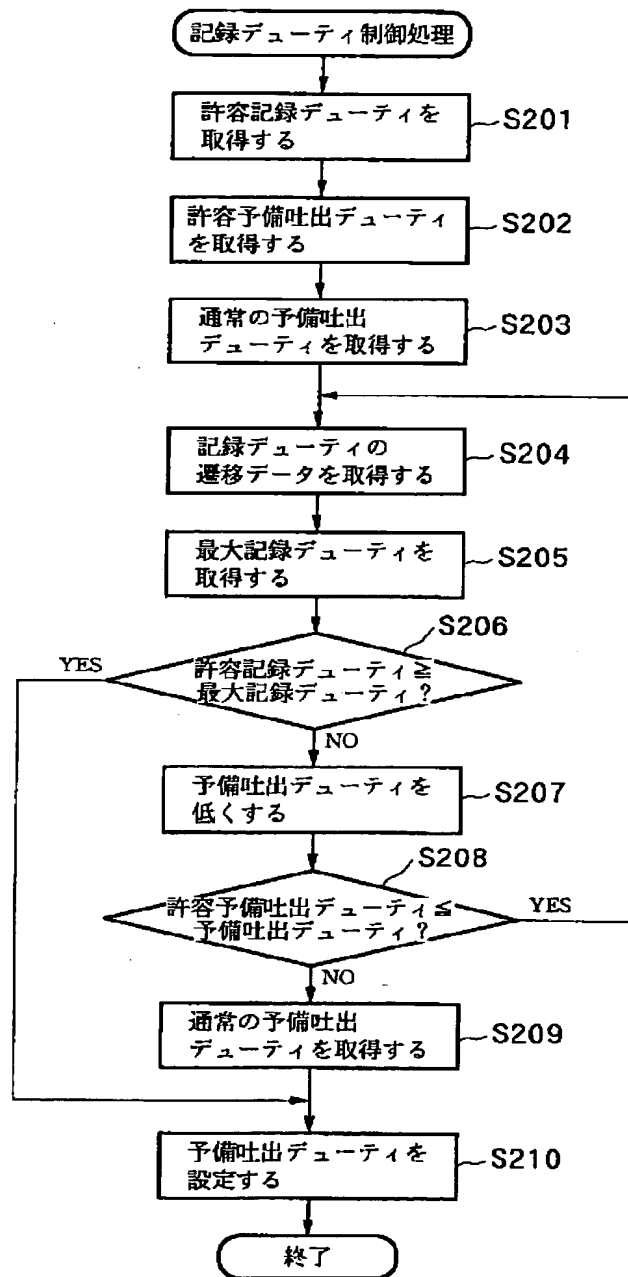 記録デューティ制御処理
許容記録デューティを
取得する
S201
許容予備吐出デューティ
を取得する
S202
通常の予備吐出
デューティを取得する
S203
記録デューティの
遷移データを取得する
S204
最大記録デューティを
取得する
S205
S206
YES
許容記録デューティ≧
最大記録デューティ?
NO
予備吐出デューティを
低くする
S207
S208
許容予備吐出デューティ≦
予備吐出デューティ?
YES
NO
通常の予備吐出
デューティを取得する
S209
予備吐出デューティを
設定する
S210
終了